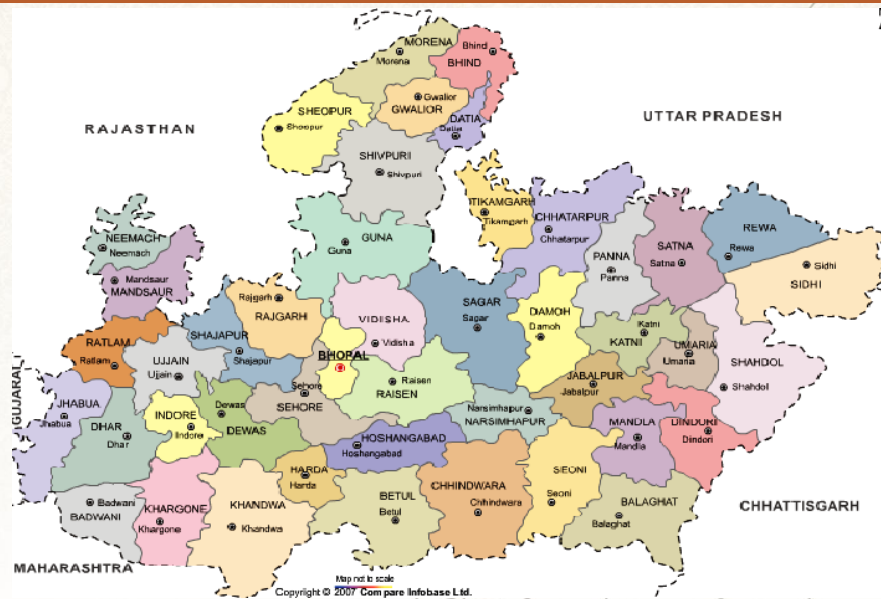 MORENA
Morena
Bhind
BHIND
Gwalior
GWALIOR
SHEOPUR
Sheopur
DATIA
Datia
RAJASTHAN
UTTAR PRADESH
SHIVPURI
Shivpuri
TIKAMGARH
Tikamgarh
CHHATARPUR
Chhatarpur
GUNA
Guna
NEEMACH
Neemach
PANNA
Panna
SATNA
Satna
REWA
Rewa
Sidhi
SIDHI
Mandsaur
MANDSAUR
Rajgarh
RAJGARH
VIDISHA
Vidisha
SAGAR
Sagar
DAMOH
Damoh
Katni
KATNI
UMARIA
Umaria
SHAHDOL
Shahdol
RATLAM
Ratlam
SHAJAPUR
Shajapur
UJJAIN
Ujjain
BHOPAL
Sehore
SEHORE
Raisen
RAISEN
JABALPUR
Jabalpur
GUJARAT
JHABUA
Jhabua
DHAR
Dhar
INDORE
Indore
Dewas
DEWAS
Narsimhapur
NARSIMHAPUR
MANDLA
Mandla
DINDORI
Dindori
HOSHANGABAD
Hoshangabad
HARDA
Harda
Badwani
BADWANI
KHARGONE
Khargone
KHANDWA
Khandwa
BETUL
Betul
CHHINDWARA
Chhindwara
SEONI
Seoni
BALAGHAT
Balaghat
CHHATTISGARH
MAHARASHTRA
Map not to scale
Copyright © 2007 Compare Infobase Ltd.